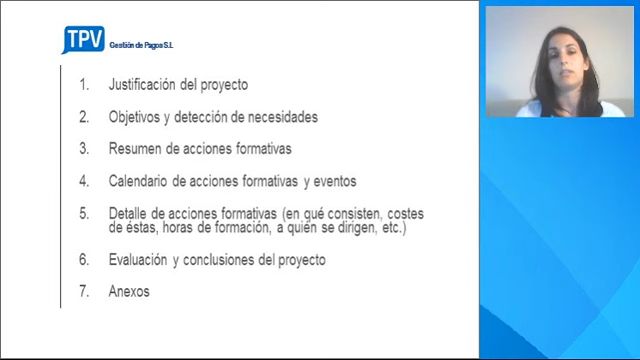 TPV
Gestión de Pagos S.L
1. Justificación del proyecto
2. Objetivos y detección de necesidades
3. Resumen de acciones formativas
4. Calendario de acciones formativas y eventos
5. Detalle de acciones formativas (en qué consisten, costes
de éstas, horas de formación, a quién se dirigen, etc.)
6. Evaluación y conclusiones del proyecto
7. Anexos